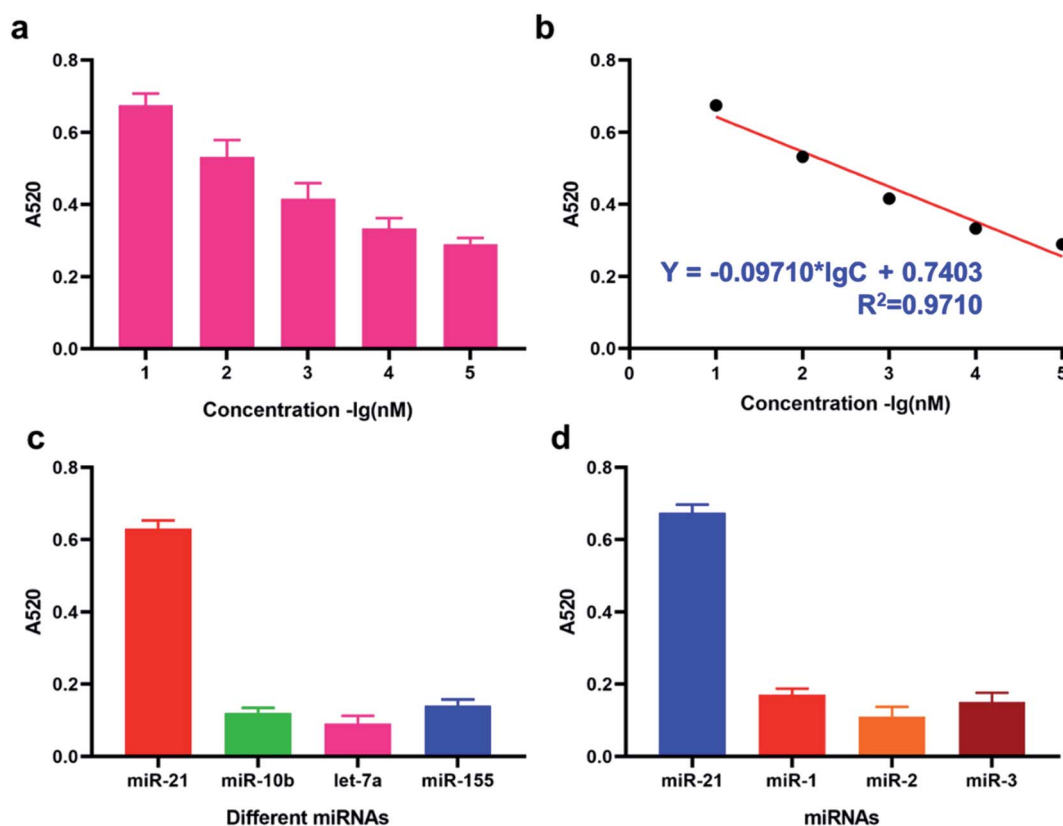 a
0.8
0.6
0.4
0.2
0.0
A520
1 2 3 4 5
Concentration -lg(nM)
b
0.8
0.6
0.4
0.2
0.0
A520
Y = -0.09710*lgC + 0.7403
R²=0.9710
0 1 2 3 4 5
Concentration -lg(nM)
c
0.8
0.6
0.4
0.2
0.0
A520
miR-21 miR-10b let-7a miR-155
Different miRNAs
d
0.8
0.6
0.4
0.2
0.0
A520
miR-21 miR-1 miR-2 miR-3
miRNAs